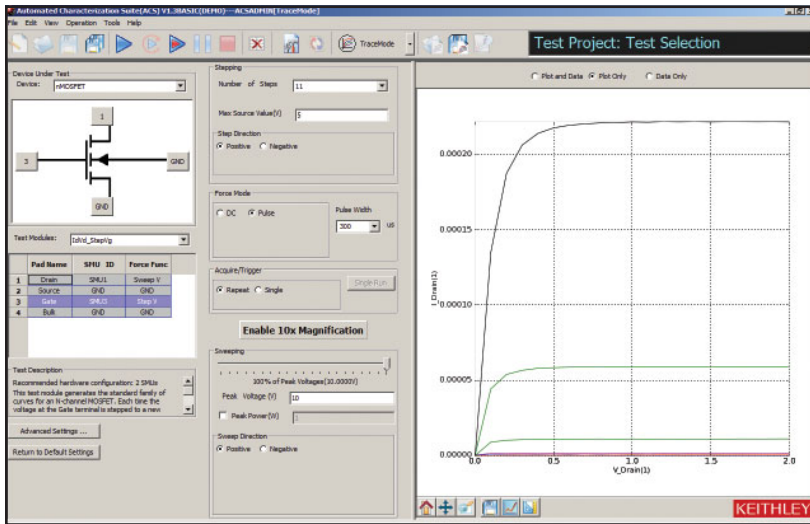 Automated Characterization Suite(ACS) V1.3BASIC(DEMO)---ACSADMIN[TraceMode]
File Edit View Operation Tools Help
TraceMode
Test Project: Test Selection
Device Under Test
Device: nMOSFET
1
3
GND
GND
Test Modules: IdVd_StepVg
Pad Name SMU ID Force Func
1 Drain SMU1 Sweep V
2 Source GND GND
3 Gate SMU3 Step V
4 Bulk GND GND
Test Description
Recommended hardware configuration: 2 SMUs
This test module generates the standard family of
curves for an N-channel MOSFET. Each time the
voltage at the Gate terminal is stepped to a new
Advanced Settings ...
Return to Default Settings
Stepping
Number of Steps 11
Max Source Value(V) 5
Step Direction
Positive Negative
Force Mode
DC Pulse
Pulse Width
300 us
Acquire/Trigger
Repeat Single
Single Run
Enable 10x Magnification
Sweeping
100% of Peak Voltages(10.0000V)
Peak Voltage (V) 10
Peak Power(W) 1
Sweep Direction
Positive Negative
Plot and Data Plot Only Data Only
0.00020
0.00015
0.00010
0.00005
0.00000
I_Drain(1)
0.0 0.5 1.0 1.5 2.0
V_Drain(1)
KEITHLEY